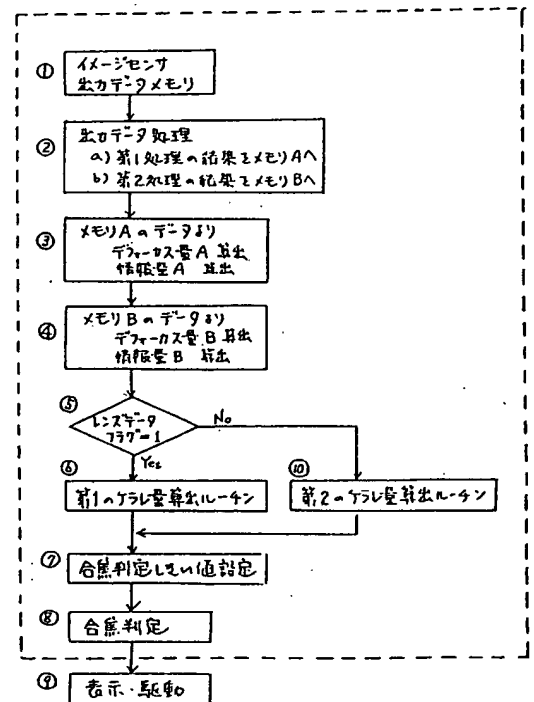 ①
イメージセンサ
出力データメモリ
②
出力データ処理
a) 第1処理の結果をメモリAへ
b) 第2処理の結果をメモリBへ
③
メモリAのデータより
デフォーカス量A 算出
情報量A 算出
④
メモリBのデータより
デフォーカス量B 算出
情報量B 算出
⑤
レンズデータ
フラグ=1
No
Yes
⑥
第1のケラレ量算出ルーチン
⑩
第2のケラレ量算出ルーチン
⑦
合焦判定しきい値設定
⑧
合焦判定
⑨
表示・駆動